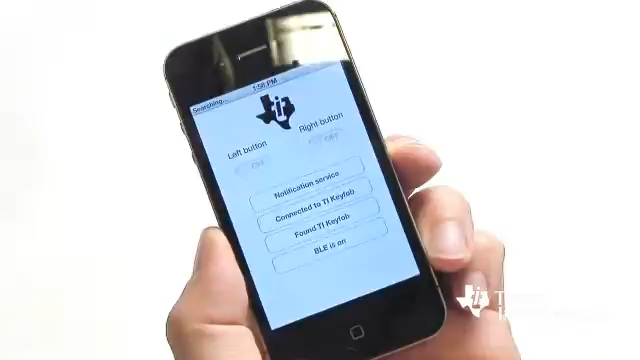 Searching...
1:58 PM
Left button
Right button
OFF
OFF
Notification service
Connected to TI Keyfob
Found TI Keyfob
BLE is on